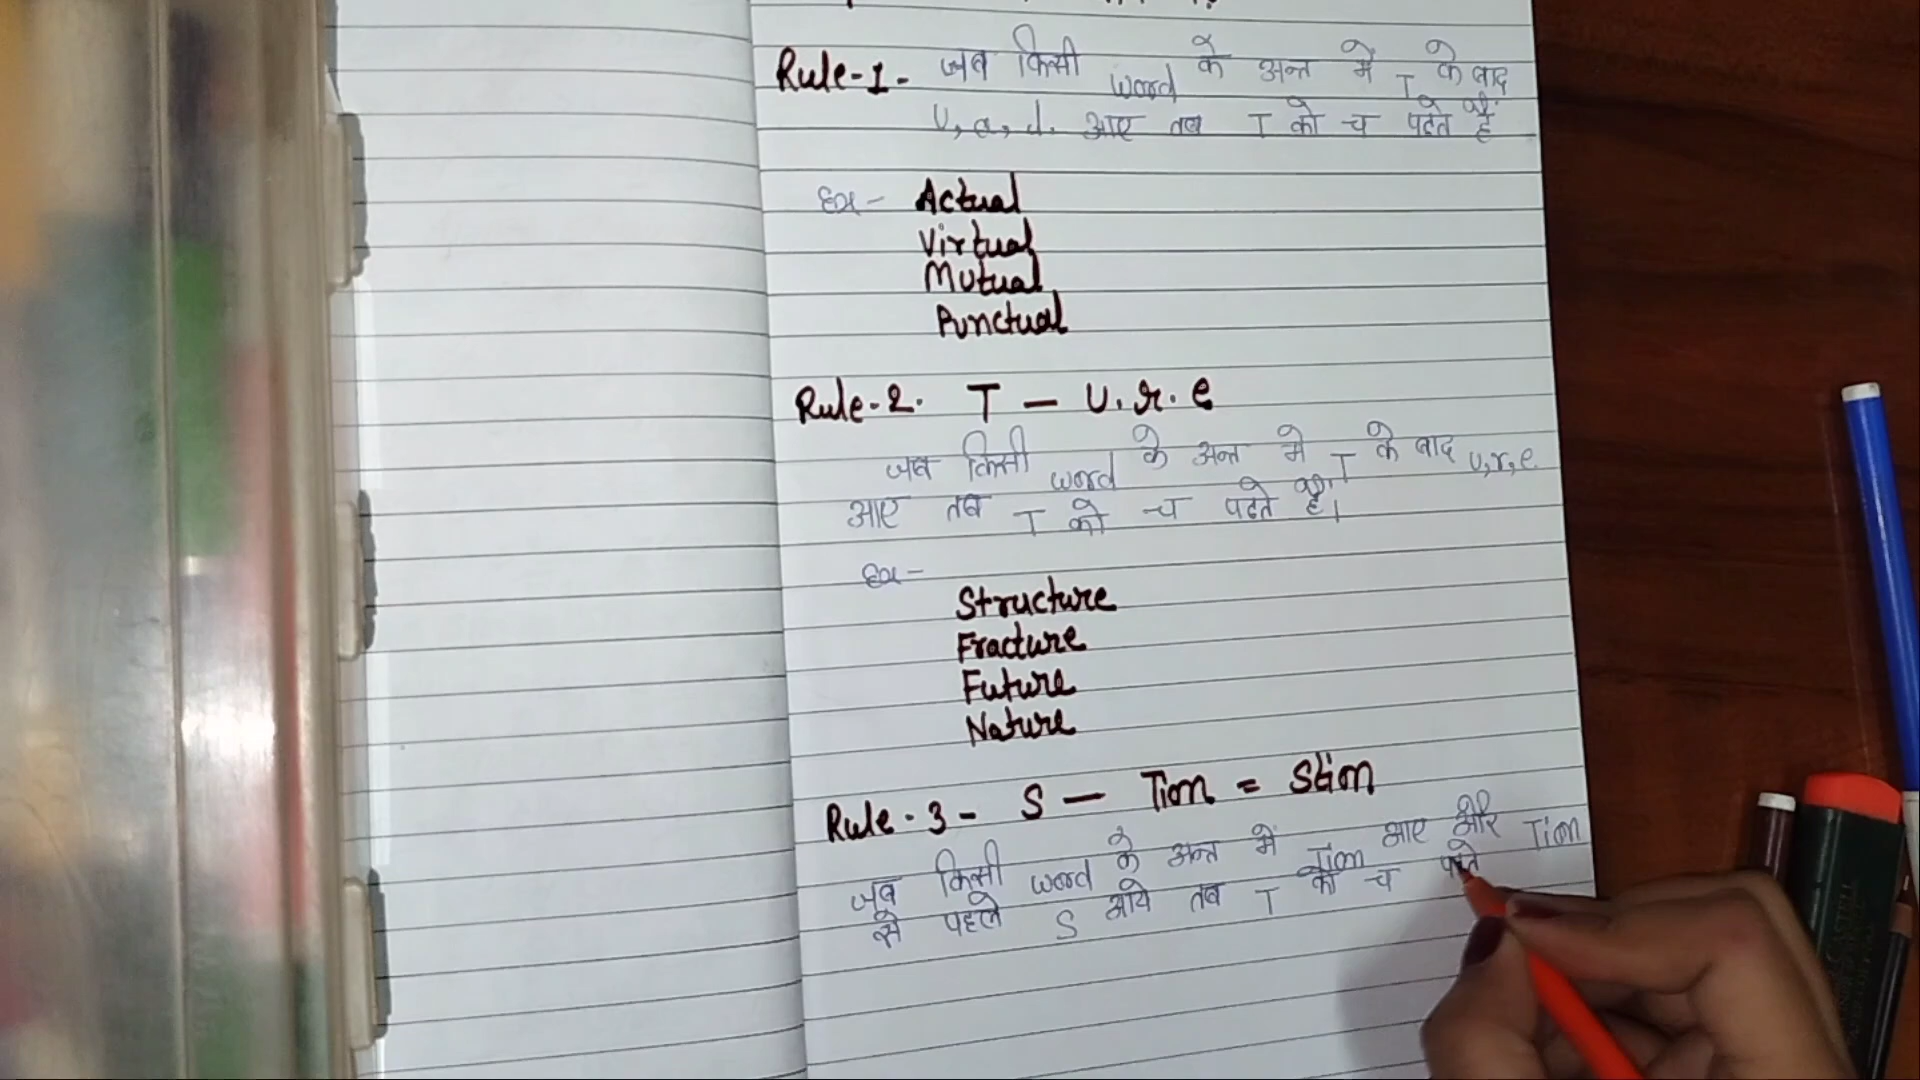 Rule-1- जब किसी word के अन्त में T के बाद
U, a, l. आए तब T को च पढ़ते हैं
Ex- Actual
Virtual
Mutual
Punctual
Rule-2. T - U. r. e
जब किसी word के अन्त में T के बाद U, r, e.
आए तब T को च पढ़ते हैं।
Ex-
Structure
Fracture
Future
Nature
Rule-3- S - Tion = Stion
जब किसी word के अन्त में Tion आए और Tion
से पहले S आये तब T को च पढ़ते